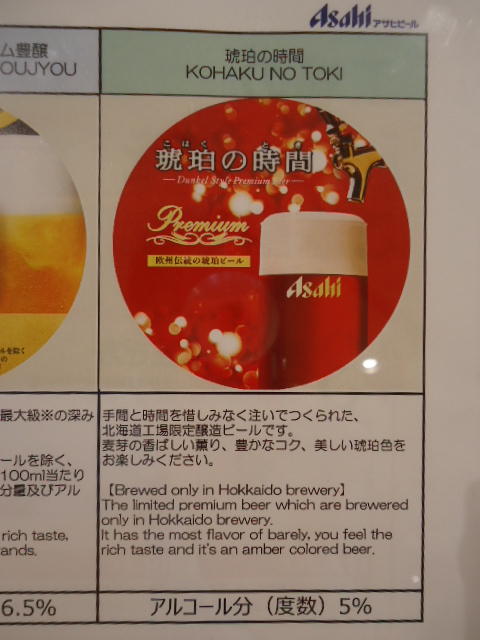 Asahi アサヒビール
ム豊醸
OUJYOU
琥珀の時間
KOHAKU NO TOKI
こはく とき
琥珀の時間
Dunkel Style Premium Beer
Premium
欧州伝統の琥珀ビール
Asahi
ルを除く
の
最大級※の深み
ールを除く、
100ml当たり
分量及びアル
rich taste,
ands.
手間と時間を惜しみなく注いでつくられた、
北海道工場限定醸造ビールです。
麦芽の香ばしい薫り、豊かなコク、美しい琥珀色を
お楽しみください。
【Brewed only in Hokkaido brewery】
The limited premium beer which are brewered
only in Hokkaido brewery.
It has the most flavor of barely, you feel the
rich taste and it's an amber colored beer.
6.5%
アルコール分（度数）5%